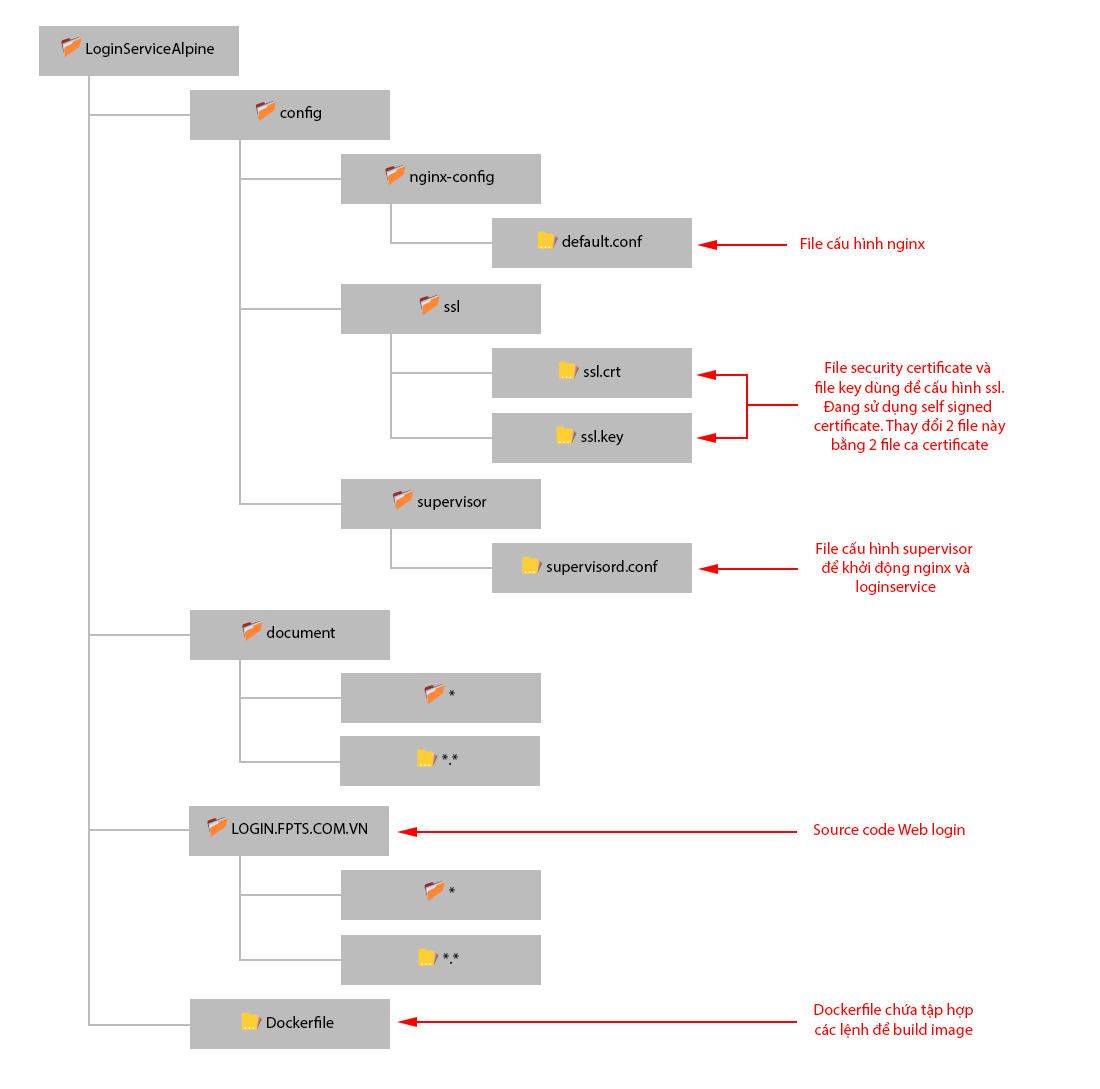 LoginServiceAlpine
config
nginx-config
default.conf
File cấu hình nginx
ssl
ssl.crt
File security certificate và
file key dùng để cấu hình ssl.
Đang sử dụng self signed
certificate. Thay đổi 2 file này
bằng 2 file ca certificate
ssl.key
supervisor
supervisord.conf
File cấu hình supervisor
để khởi động nginx và
loginservice
document
*
*.*
LOGIN.FPTS.COM.VN
Source code Web login
*
*.*
Dockerfile
Dockerfile chứa tập hợp
các lệnh để build image